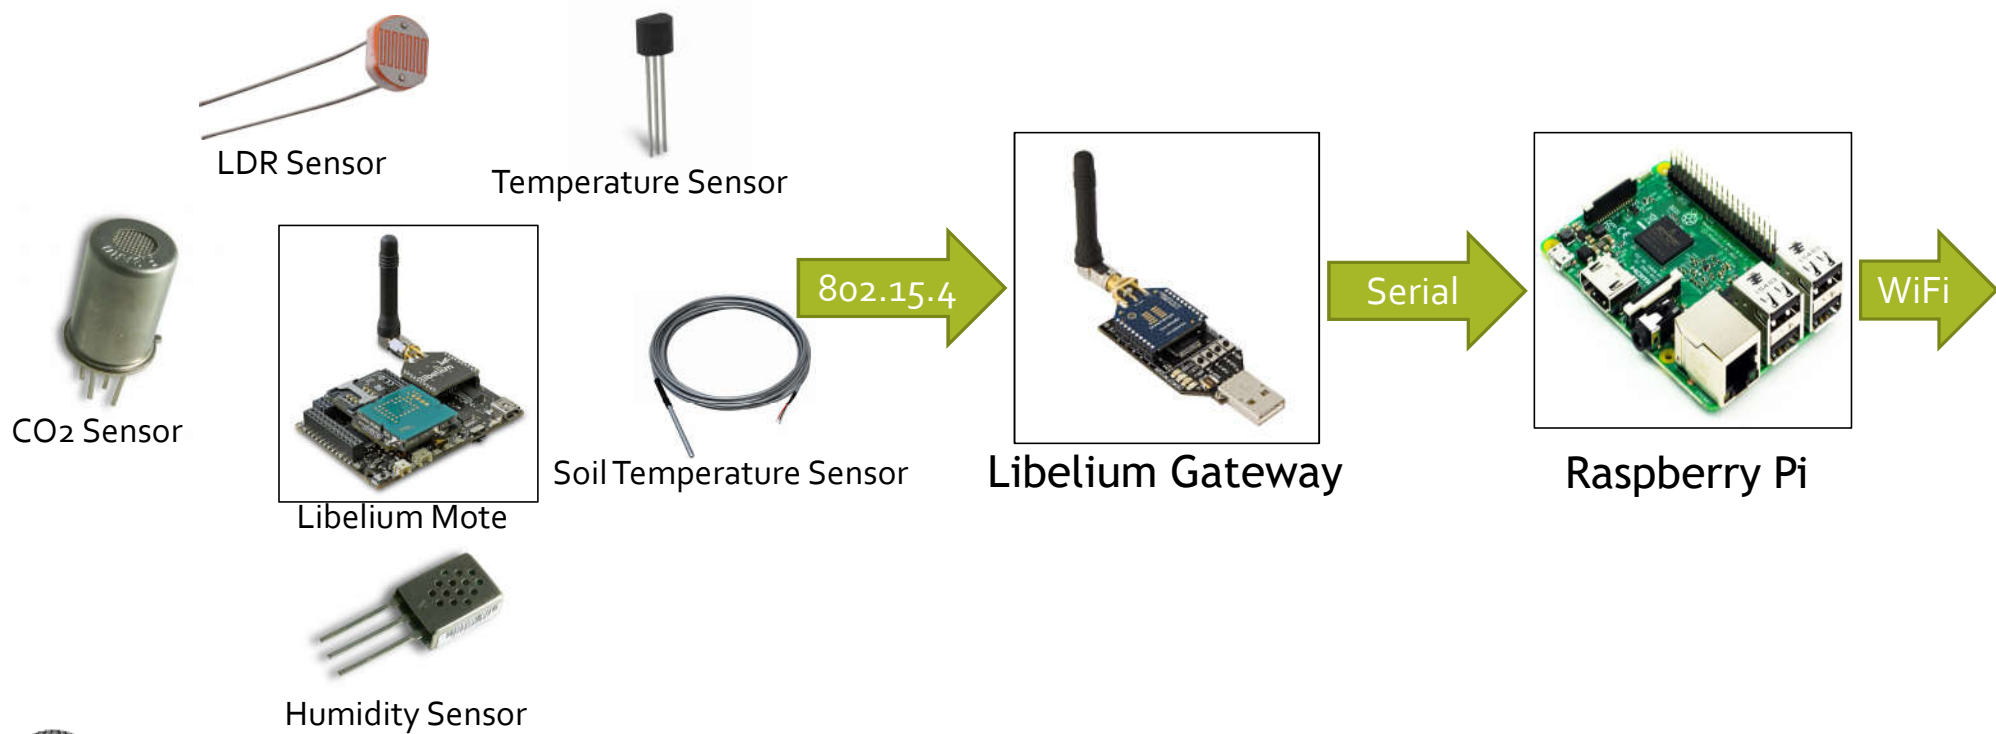 LDR Sensor
Temperature Sensor
CO2 Sensor
libelium
Libelium Mote
Soil Temperature Sensor
Humidity Sensor
802.15.4
Libelium Gateway
Serial
Raspberry Pi
WiFi